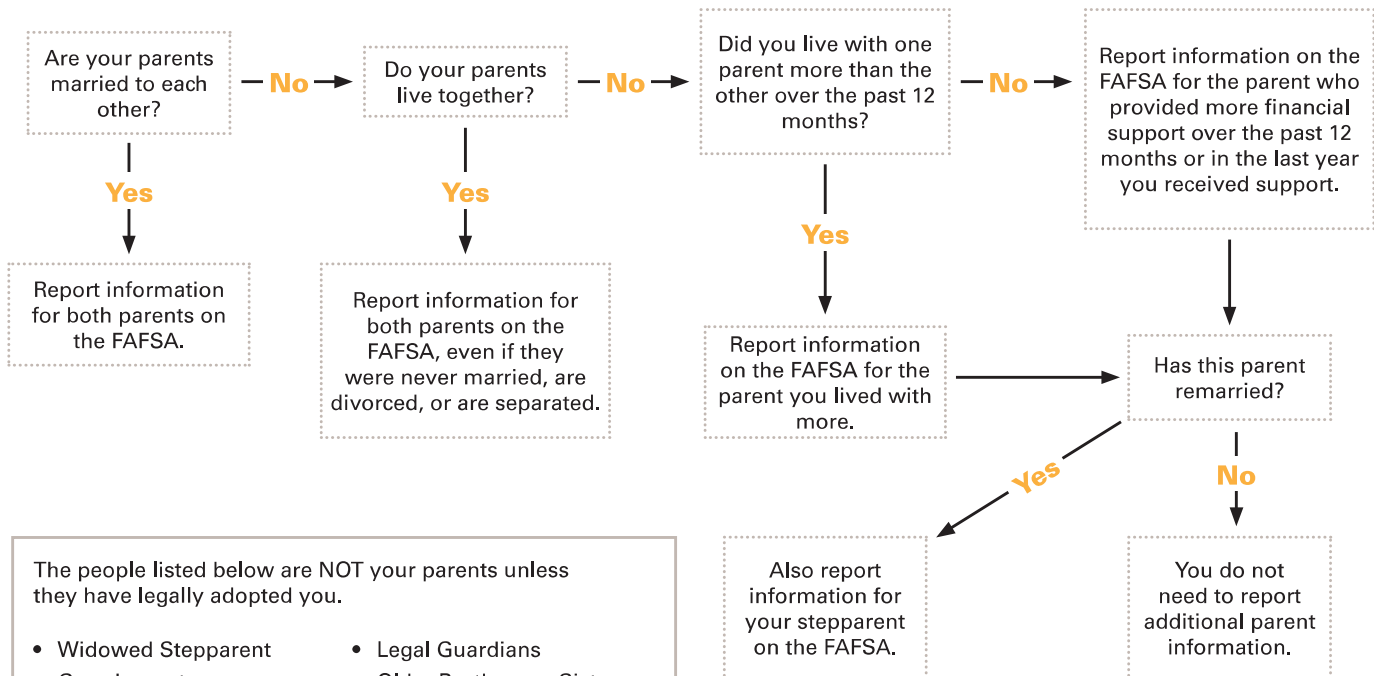 Are your parents
married to each
other?
No
Do your parents
live together?
No
Did you live with one
parent more than the
other over the past 12
months?
No
Report information on the
FAFSA for the parent who
provided more financial
support over the past 12
months or in the last year
you received support.
Yes
Yes
Yes
Report information
for both parents on
the FAFSA.
Report information for
both parents on the
FAFSA, even if they
were never married, are
divorced, or are separated.
Report information
on the FAFSA for the
parent you lived with
more.
Has this parent
remarried?
Yes
No
Also report
information for
your stepparent
on the FAFSA.
You do not
need to report
additional parent
information.
The people listed below are NOT your parents unless
they have legally adopted you.
• Widowed Stepparent
• Legal Guardians